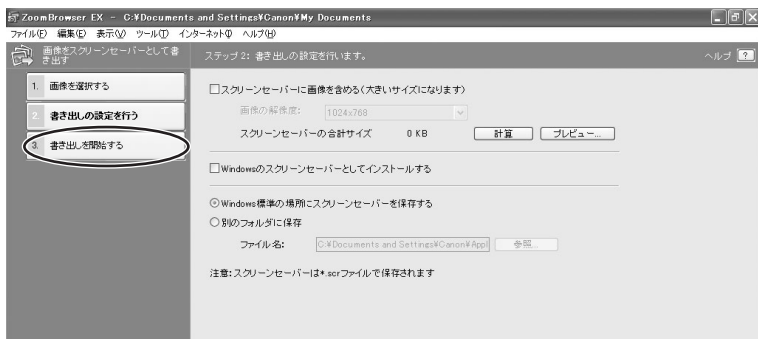 ZoomBrowser EX - C:¥Documents and Settings¥Canon¥My Documents
ファイル(F) 編集(E) 表示(V) ツール(T) インターネット(I) ヘルプ(H)
画像をスクリーンセーバーとして書き出す
ステップ2: 書き出しの設定を行います。
ヘルプ ?
1. 画像を選択する
2. 書き出しの設定を行う
3. 書き出しを開始する
スクリーンセーバーに画像を含める(大きいサイズになります)
画像の解像度: 1024x768
スクリーンセーバーの合計サイズ 0 KB 計算 プレビュー...
Windowsのスクリーンセーバーとしてインストールする
Windows標準の場所にスクリーンセーバーを保存する
別のフォルダに保存
ファイル名: C:¥Documents and Settings¥Canon¥Appl 参照...
注意:スクリーンセーバーは*.scrファイルで保存されます